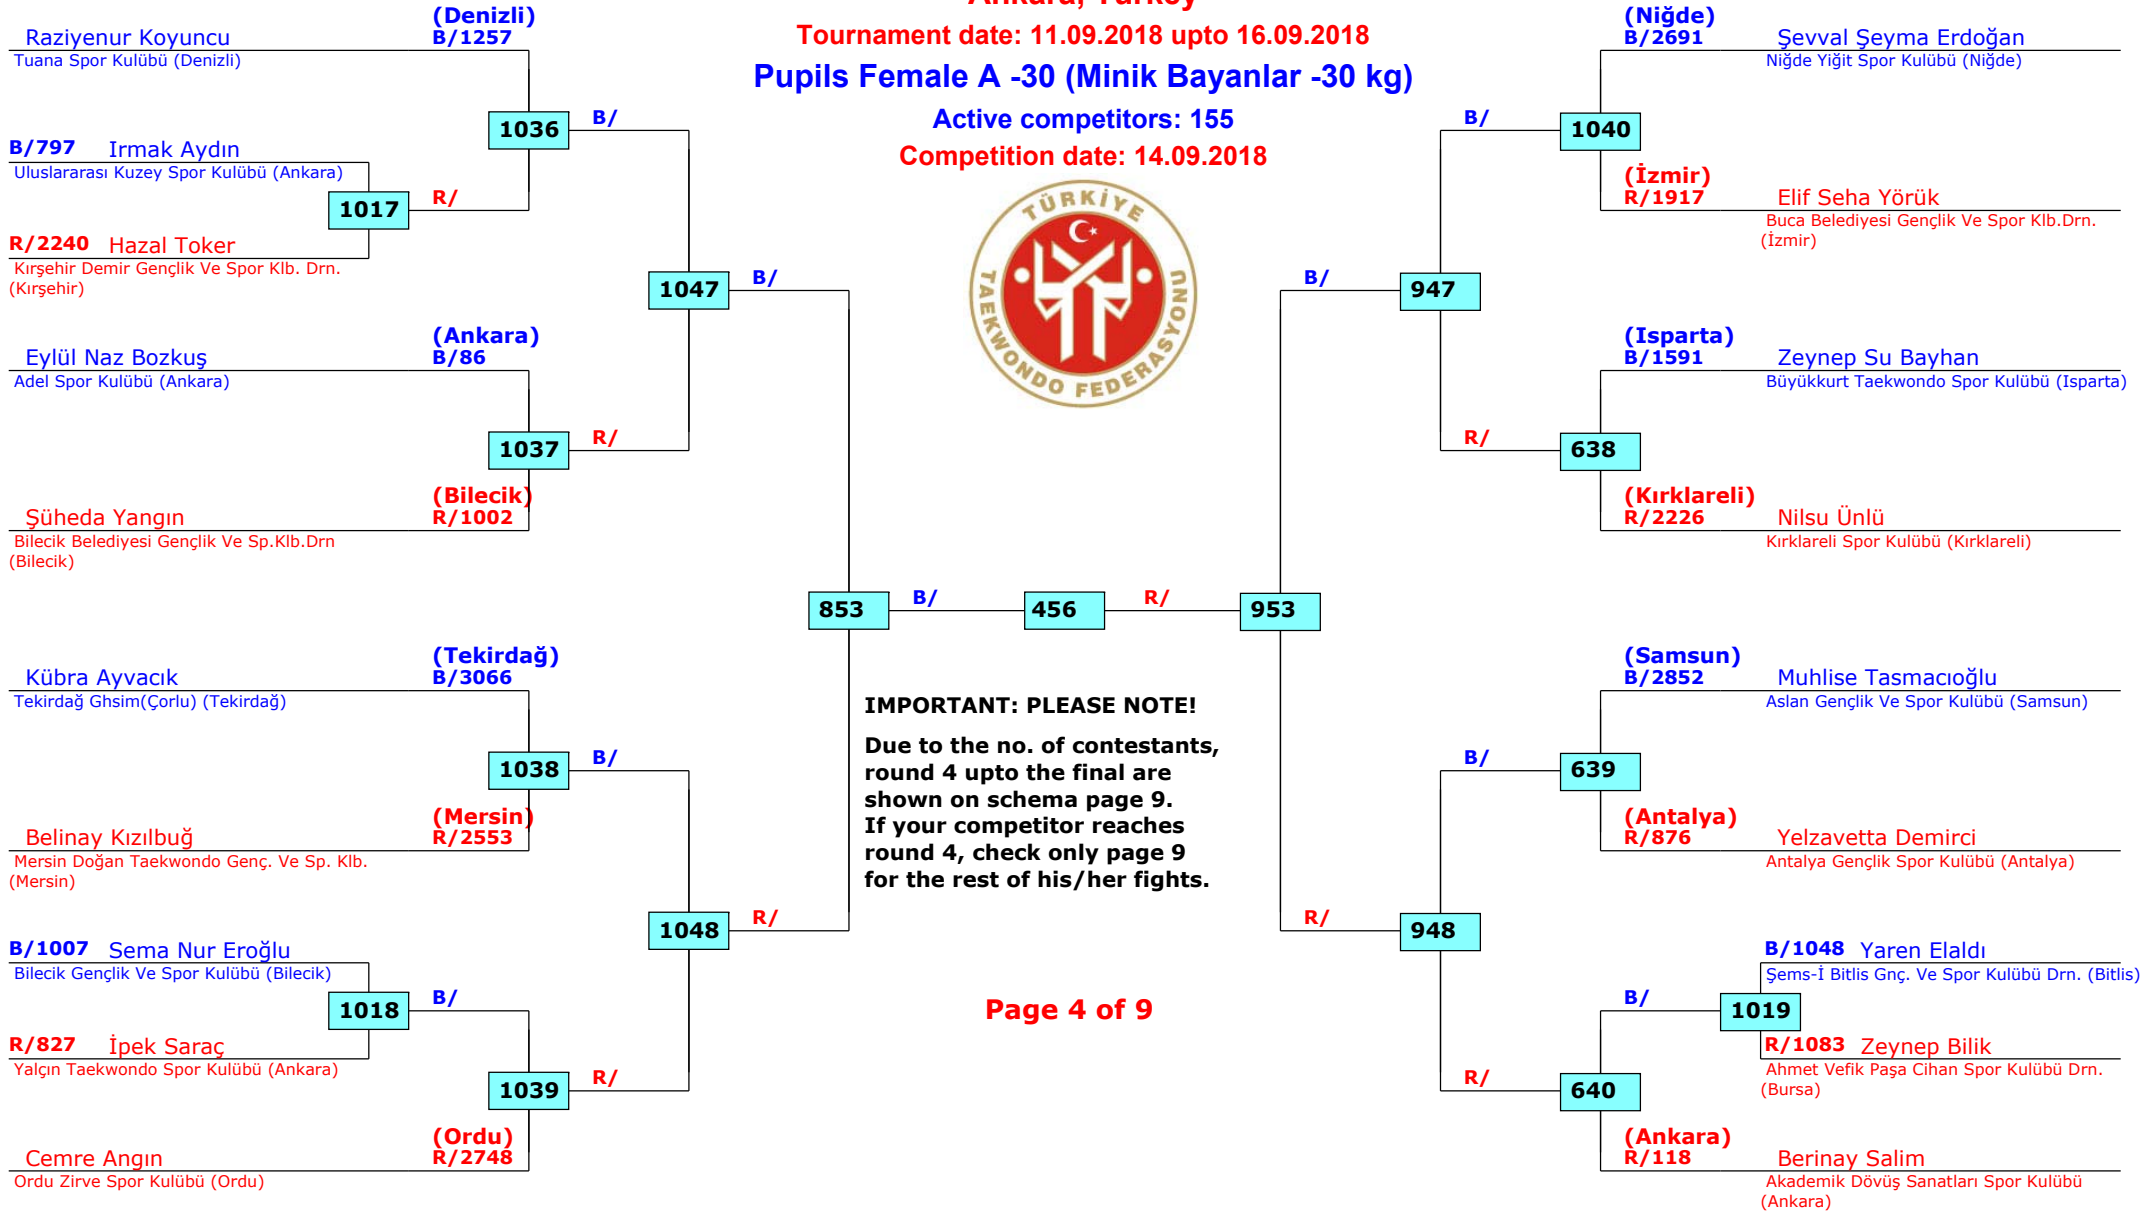 Ankara, Turkey
Tournament date: 11.09.2018 upto 16.09.2018
Pupils Female A -30 (Minik Bayanlar -30 kg)
Active competitors: 155
Competition date: 14.09.2018
TÜRKİYE
TAEKWONDO FEDERASYONU
(Denizli)
Raziyenur Koyuncu B/1257
Tuana Spor Kulübü (Denizli)
1036 B/
B/797 Irmak Aydın
Uluslararası Kuzey Spor Kulübü (Ankara)
1017 R/
R/2240 Hazal Toker
Kırşehir Demir Gençlik Ve Spor Klb. Drn.
(Kırşehir)
1047 B/
(Ankara)
Eylül Naz Bozkuş B/86
Adel Spor Kulübü (Ankara)
1037 R/
(Bilecik)
Şüheda Yangın R/1002
Bilecik Belediyesi Gençlik Ve Sp.Klb.Drn
(Bilecik)
853 B/ 456 R/ 953
(Tekirdağ)
Kübra Ayvacık B/3066
Tekirdağ Ghsim(Çorlu) (Tekirdağ)
1038 B/
(Mersin)
Belinay Kızılbuğ R/2553
Mersin Doğan Taekwondo Genç. Ve Sp. Klb.
(Mersin)
1048 R/
B/1007 Sema Nur Eroğlu
Bilecik Gençlik Ve Spor Kulübü (Bilecik)
1018 B/
R/827 İpek Saraç
Yalçın Taekwondo Spor Kulübü (Ankara)
1039 R/
(Ordu)
Cemre Angın R/2748
Ordu Zirve Spor Kulübü (Ordu)
IMPORTANT: PLEASE NOTE!
Due to the no. of contestants,
round 4 upto the final are
shown on schema page 9.
If your competitor reaches
round 4, check only page 9
for the rest of his/her fights.
Page 4 of 9
(Niğde)
B/2691 Şevval Şeyma Erdoğan
Niğde Yiğit Spor Kulübü (Niğde)
B/ 1040
(İzmir)
R/1917 Elif Seha Yörük
Buca Belediyesi Gençlik Ve Spor Klb.Drn.
(İzmir)
B/ 947
(Isparta)
B/1591 Zeynep Su Bayhan
Büyükkurt Taekwondo Spor Kulübü (Isparta)
R/ 638
(Kırklareli)
R/2226 Nilsu Ünlü
Kırklareli Spor Kulübü (Kırklareli)
(Samsun)
B/2852 Muhlise Tasmacıoğlu
Aslan Gençlik Ve Spor Kulübü (Samsun)
B/ 639
(Antalya)
R/876 Yelzavetta Demirci
Antalya Gençlik Spor Kulübü (Antalya)
R/ 948
B/1048 Yaren Elaldı
Şems-İ Bitlis Gnç. Ve Spor Kulübü Drn. (Bitlis)
B/ 1019
R/1083 Zeynep Bilik
Ahmet Vefik Paşa Cihan Spor Kulübü Drn.
(Bursa)
R/ 640
(Ankara)
R/118 Berinay Salim
Akademik Dövüş Sanatları Spor Kulübü
(Ankara)